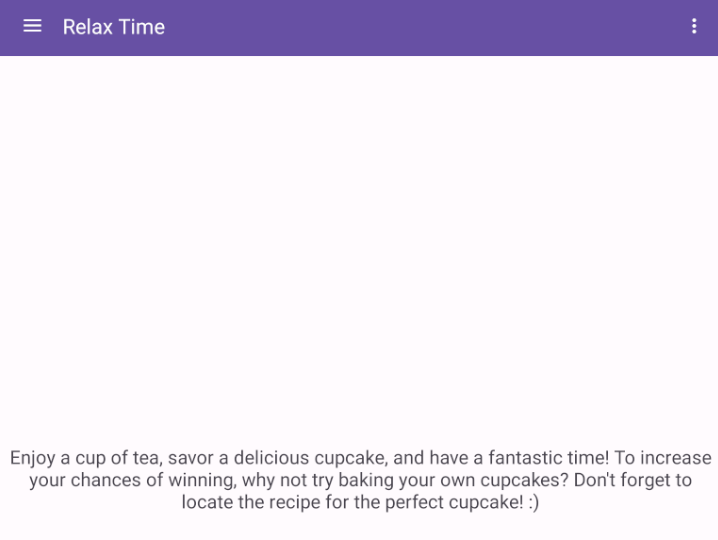 Relax Time
Enjoy a cup of tea, savor a delicious cupcake, and have a fantastic time! To increase
your chances of winning, why not try baking your own cupcakes? Don't forget to
locate the recipe for the perfect cupcake! :)